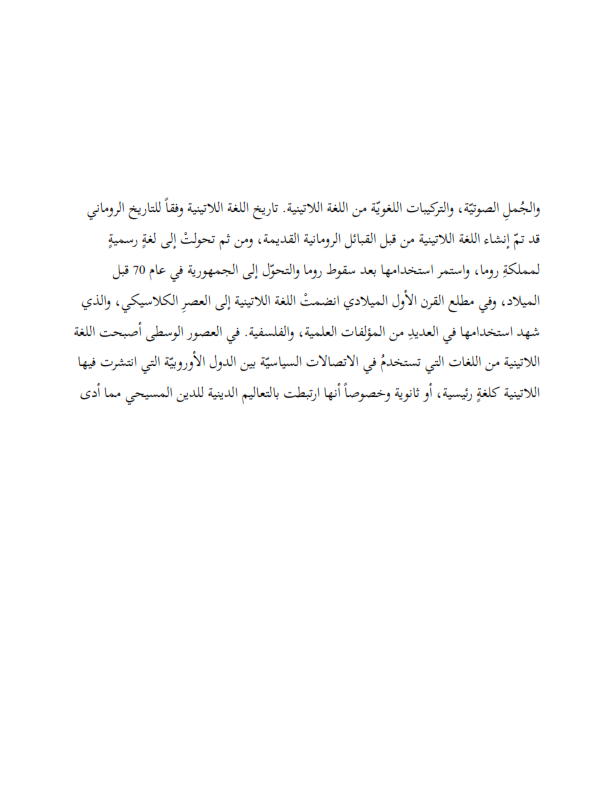 والجُملِ الصوتيّة، والتركيبات اللغويّة من اللغة اللاتينية. تاريخ اللغة اللاتينية وفقاً للتاريخ الروماني
قد تمّ إنشاء اللغة اللاتينية من قبل القبائل الرومانية القديمة، ومن ثم تحولتْ إلى لغةٍ رسميةٍ
لمملكةِ روما، واستمر استخدامها بعد سقوط روما والتحوّل إلى الجمهورية في عام 70 قبل
الميلاد، وفي مطلع القرن الأول الميلادي انضمتْ اللغة اللاتينية إلى العصرِ الكلاسيكي، والذي
شهد استخدامها في العديدِ من المؤلفات العلمية، والفلسفية. في العصور الوسطى أصبحت اللغة
اللاتينية من اللغات التي تستخدمُ في الاتصالات السياسيّة بين الدول الأوروبيّة التي انتشرت فيها
اللاتينية كلغةٍ رئيسية، أو ثانوية وخصوصاً أنها ارتبطت بالتعاليم الدينية للدين المسيحي مما أدى